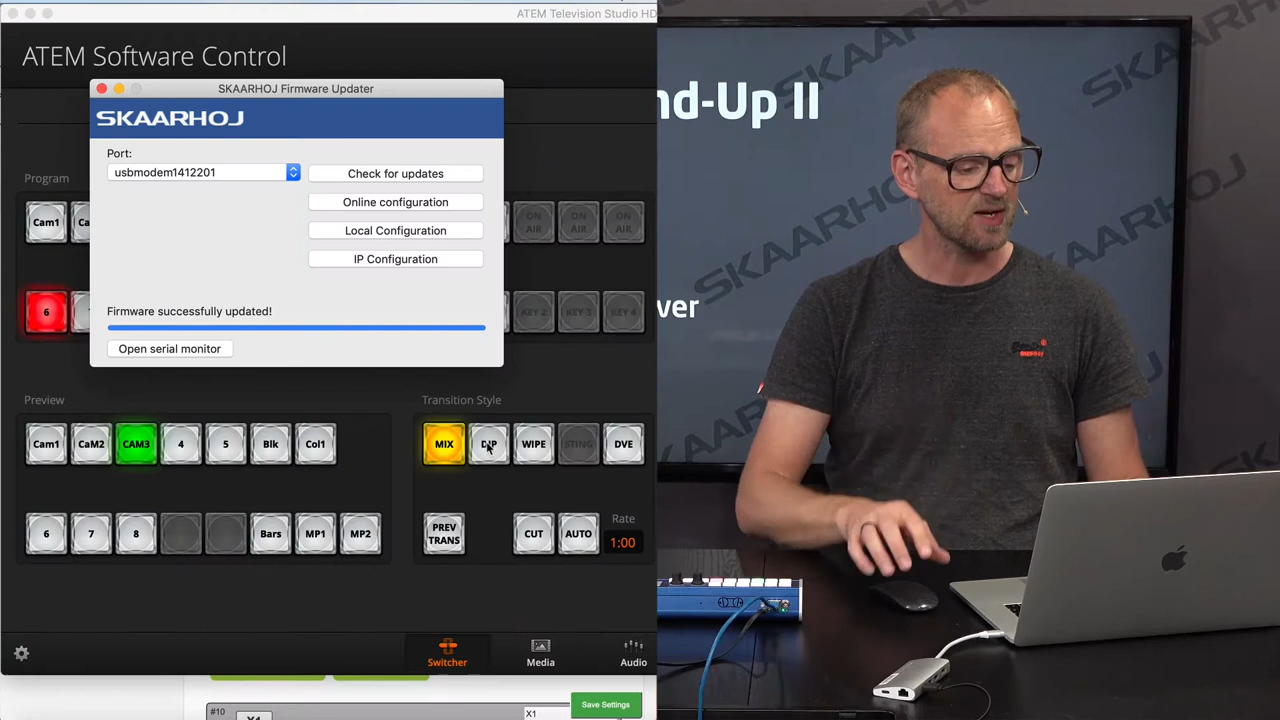 ATEM Television Studio HD
ATEM Software Control
SKAARHOJ Firmware Updater
SKAARHOJ
Port:
usbmodem1412201
Check for updates
Online configuration
Local Configuration
IP Configuration
Firmware successfully updated!
Open serial monitor
Program
Cam1
ON AIR
ON AIR
ON AIR
6
KEY 2
KEY 3
KEY 4
Preview
Cam1
CaM2
CAM3
4
5
Blk
Col1
6
7
8
Bars
MP1
MP2
Transition Style
MIX
DIP
WIPE
STING
DVE
PREV
TRANS
CUT
AUTO
Rate
1:00
Switcher
Media
Audio
#10
X1
X1
Save Settings
nd-Up II
ver
SKAARHOJ
SKAARHOJ
SKAARHOJ